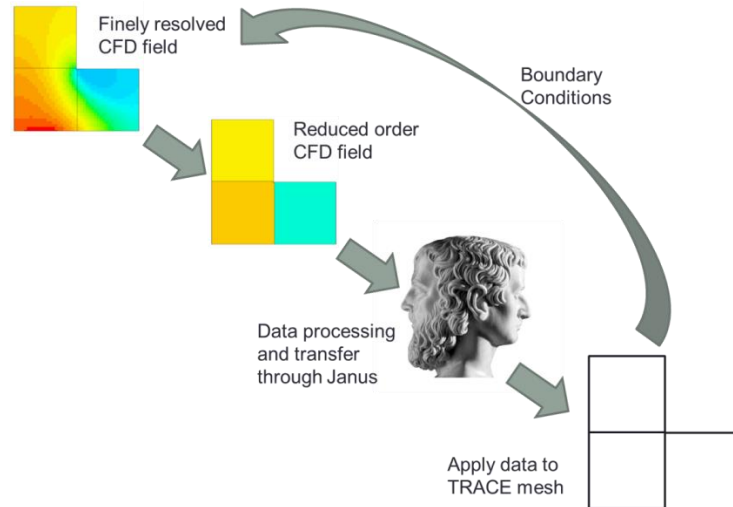 Finely resolved
CFD field
Boundary
Conditions
Reduced order
CFD field
Data processing
and transfer
through Janus
Apply data to
TRACE mesh